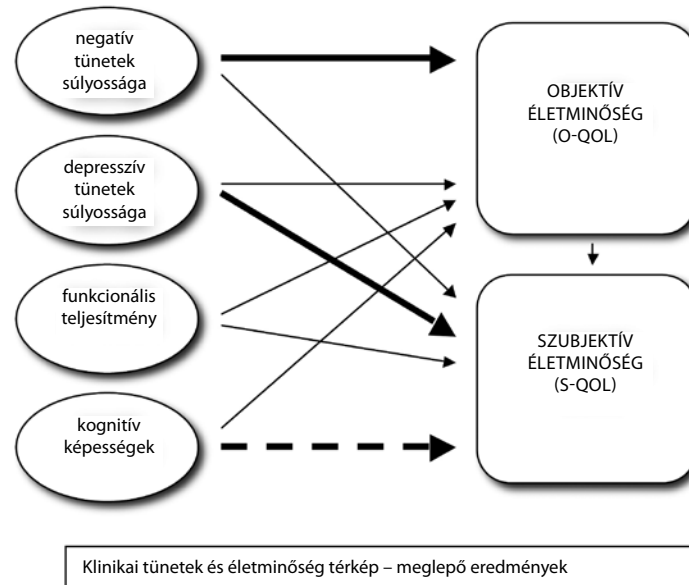 negatív
tünetek
súlyossága
OBJEKTÍV
ÉLETMINŐSÉG
(O-QOL)
depresszív
tünetek
súlyossága
funkcionális
teljesítmény
SZUBJEKTÍV
ÉLETMINŐSÉG
(S-QOL)
kognitív
képességek
Klinikai tünetek és életminőség térkép – meglepő eredmények